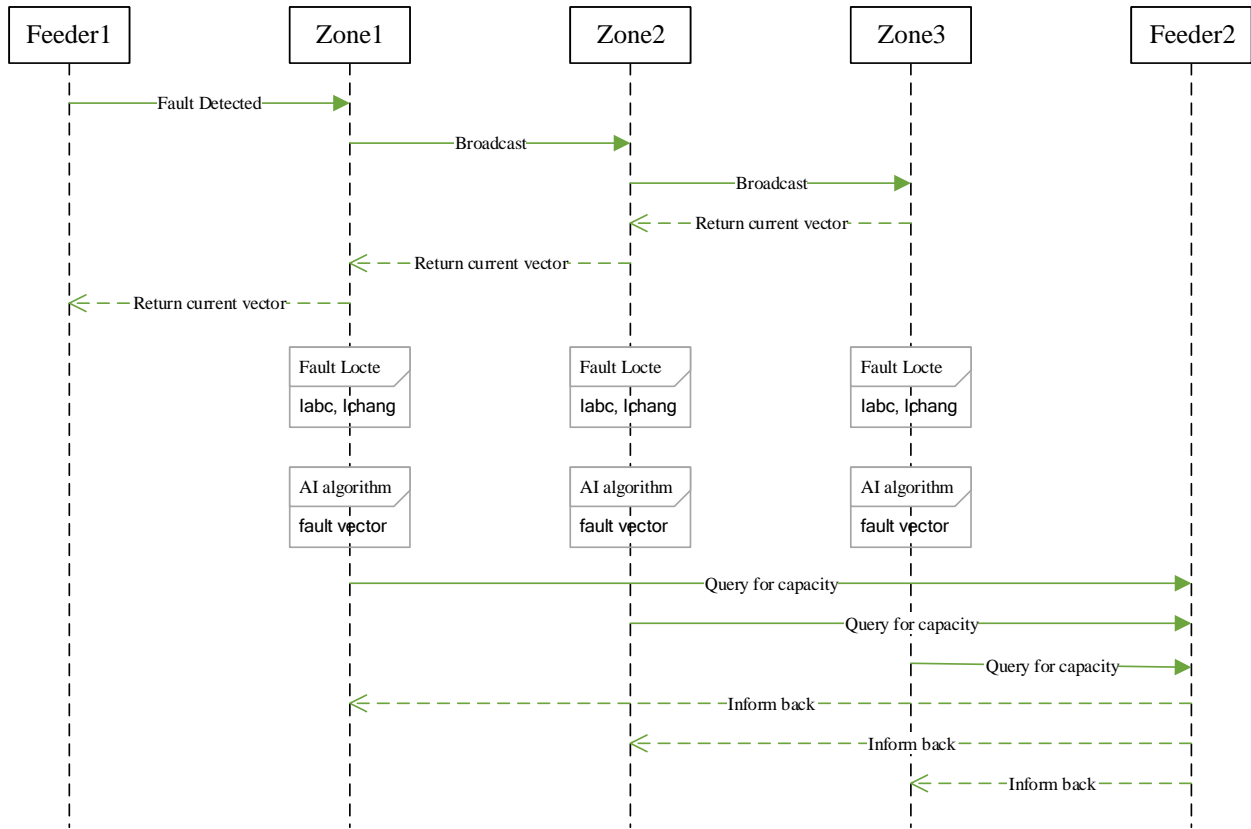 Feeder1
Zone1
Zone2
Zone3
Feeder2
Fault Detected
Broadcast
Broadcast
Return current vector
Return current vector
Return current vector
Fault Locte
Fault Locte
Fault Locte
Iabc, Ichang
Iabc, Ichang
Iabc, Ichang
AI algorithm
AI algorithm
AI algorithm
fault vector
fault vector
fault vector
Query for capacity
Query for capacity
Query for capacity
Inform back
Inform back
Inform back